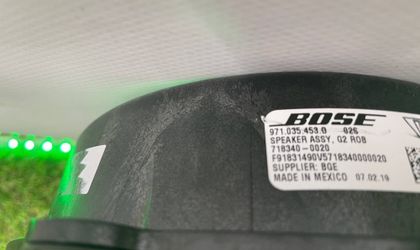 BOSE
971.035.453.D 026
SPEAKER ASSY, G2 ROB
718340-0020
F91831490V5718340000020
SUPPLIER: BGE
MADE IN MEXICO 07.02.19